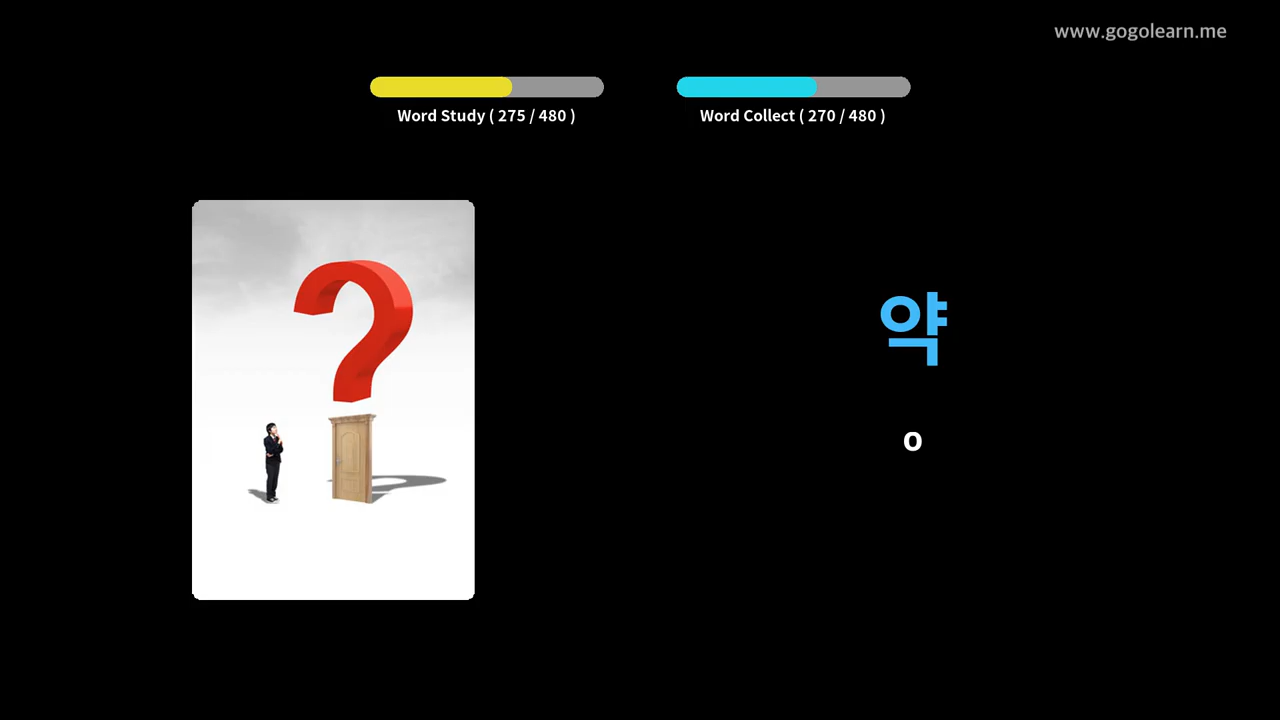 www.gogolearn.me
Word Study ( 275 / 480 )
Word Collect ( 270 / 480 )
?
약
o